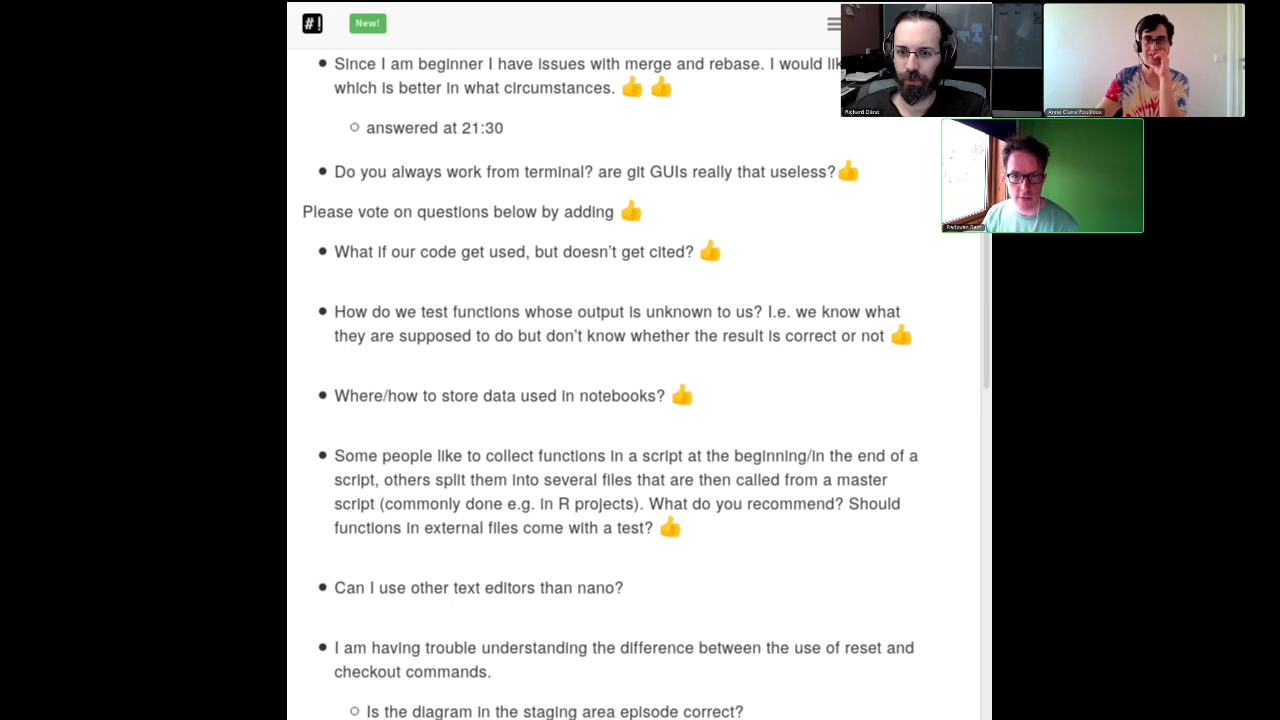 #!
New!
Since I am beginner I have issues with merge and rebase. I would lik
which is better in what circumstances. 👍 👍
answered at 21:30
Do you always work from terminal? are git GUIs really that useless?👍
Please vote on questions below by adding 👍
What if our code get used, but doesn't get cited? 👍
How do we test functions whose output is unknown to us? I.e. we know what
they are supposed to do but don't know whether the result is correct or not 👍
Where/how to store data used in notebooks? 👍
Some people like to collect functions in a script at the beginning/in the end of a
script, others split them into several files that are then called from a master
script (commonly done e.g. in R projects). What do you recommend? Should
functions in external files come with a test? 👍
Can I use other text editors than nano?
I am having trouble understanding the difference between the use of reset and
checkout commands.
Is the diagram in the staging area episode correct?
Richard Darst
Anne Claire Fouilloux
Radovan Bast